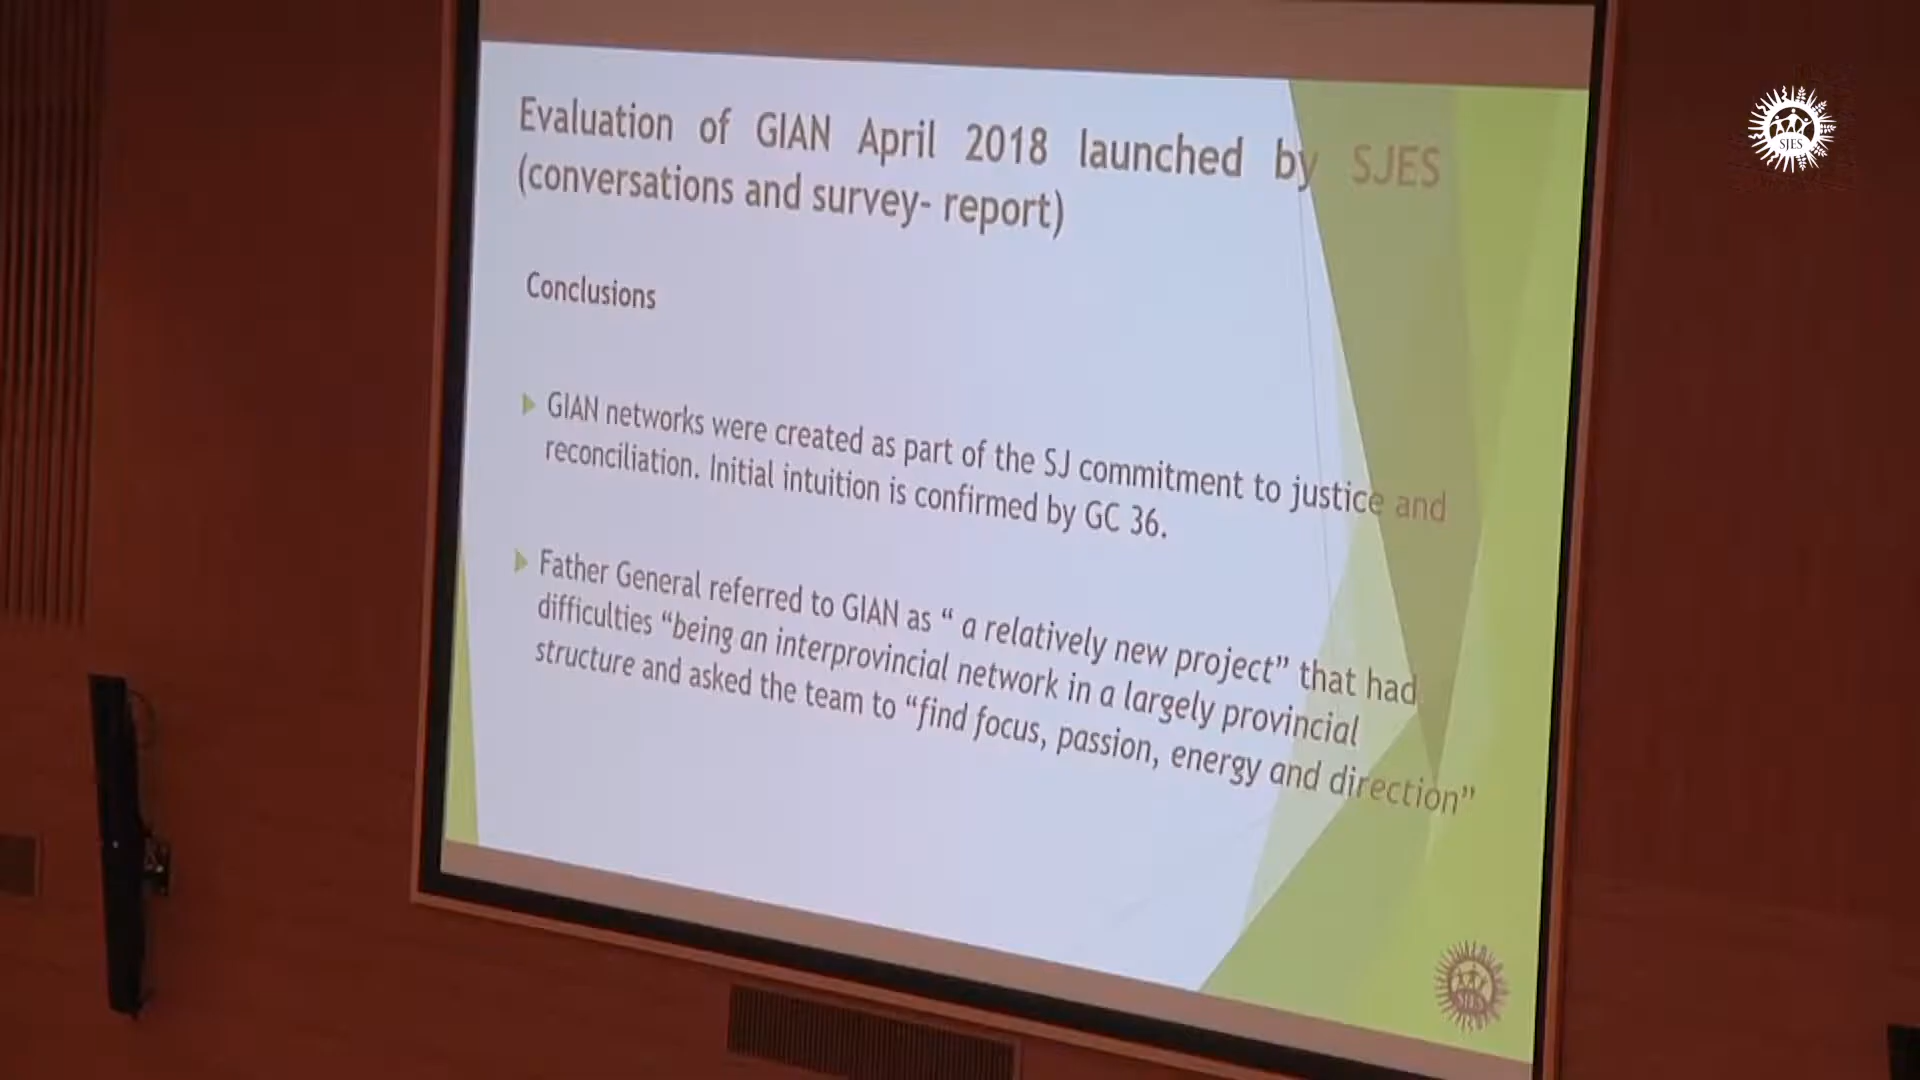 Evaluation of GIAN April 2018 launched by SJES
(conversations and survey- report)
Conclusions
GIAN networks were created as part of the SJ commitment to justice and
reconciliation. Initial intuition is confirmed by GC 36.
Father General referred to GIAN as “ a relatively new project” that had
difficulties “being an interprovincial network in a largely provincial
structure and asked the team to “find focus, passion, energy and direction”
SJES
SJES